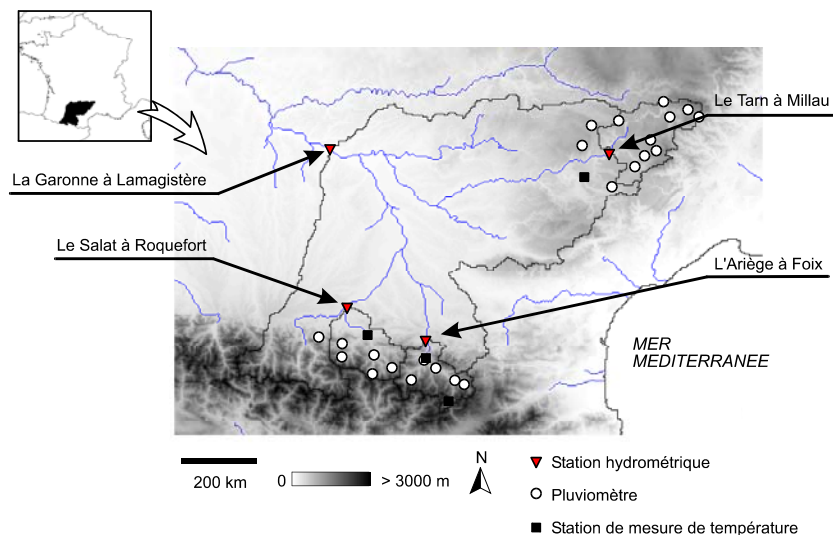 Le Tarn à Millau
La Garonne à Lamagistère
Le Salat à Roquefort
L'Ariège à Foix
MER
MEDITERRANEE
200 km
0
> 3000 m
N
Station hydrométrique
Pluviomètre
Station de mesure de température